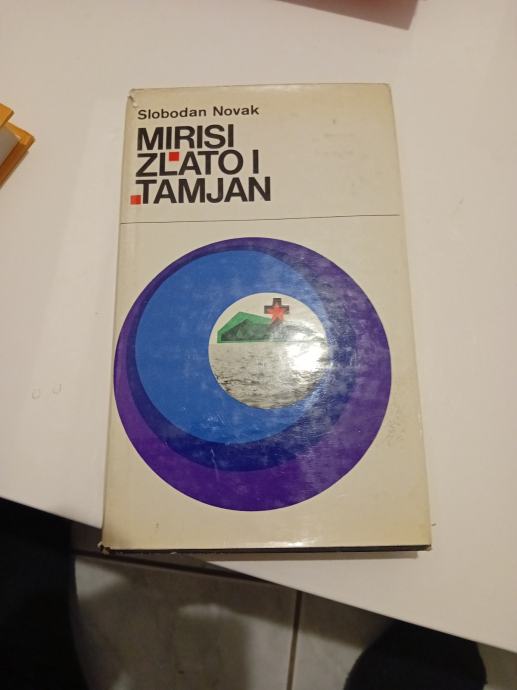 Slobodan Novak
MIRISI
ZLATO I
TAMJAN